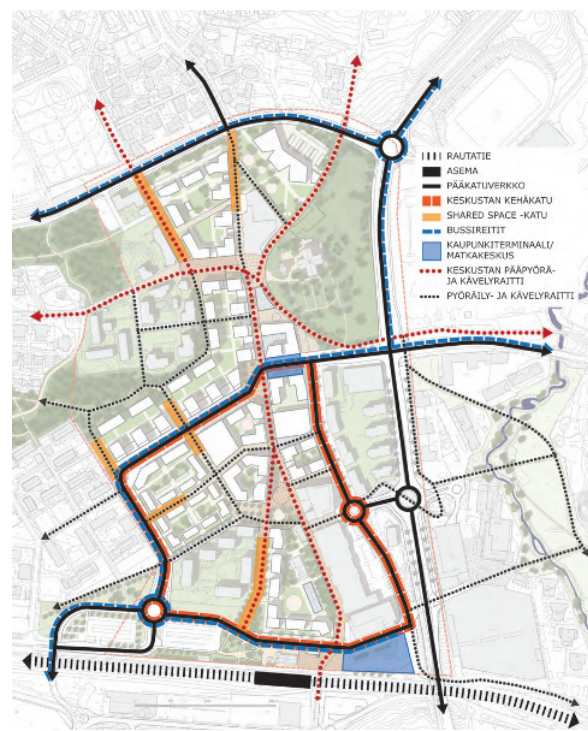 RAUTATIE
ASEMA
PÄÄKATUVERKKO
KESKUSTAN KEHÄKATU
SHARED SPACE -KATU
BUSSIREITIT
KAUPUNKITERMINAALI/
MATKAKESKUS
KESKUSTAN PÄÄPYÖRÄ-
JA KÄVELYRAITTI
PYÖRÄILY- JA KÄVELYRAITTI